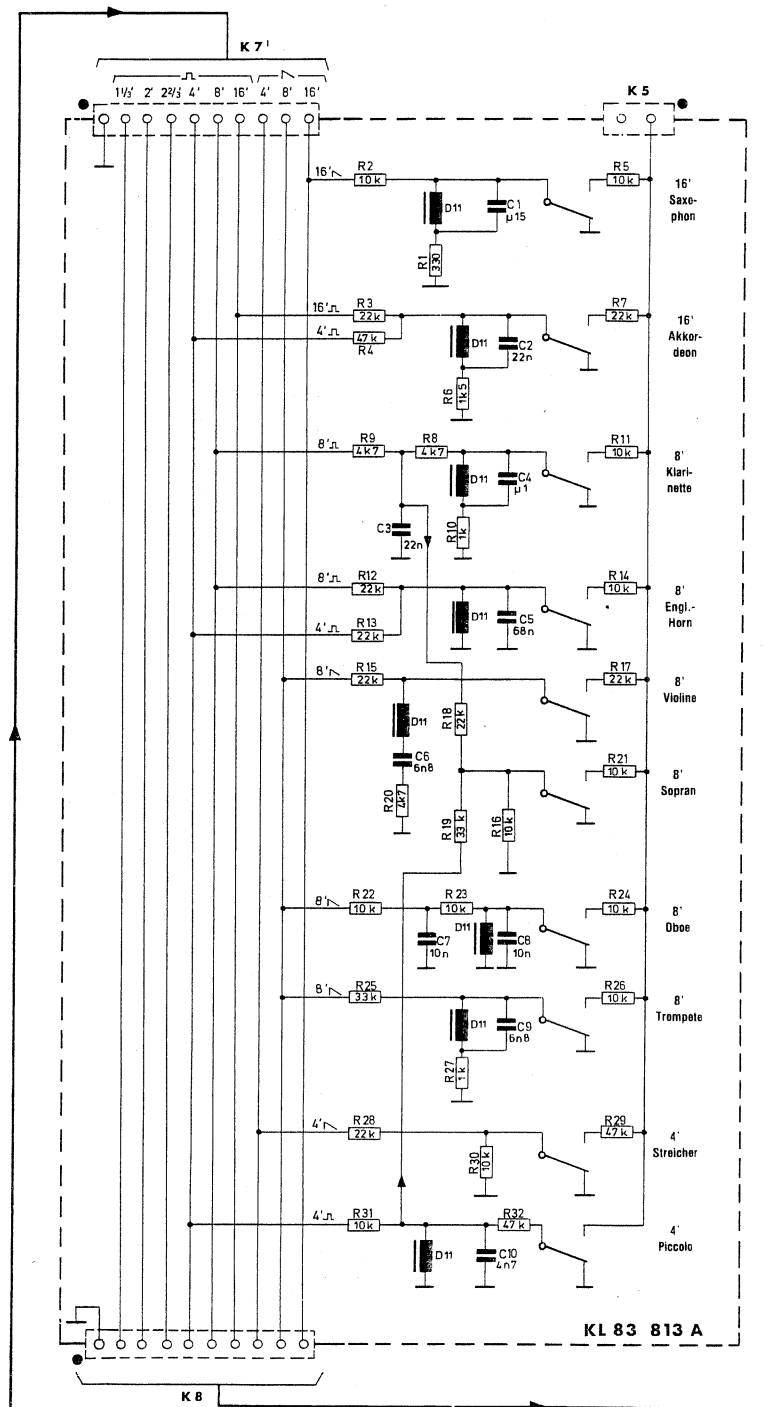 K 7'
1 1/3' 2' 2 2/3' 4' 8' 16' 4' 8' 16'
K 5
16' R2 10k D11 C1 µ15 R5 10k
R1 330
16' Saxo-
phon
16' R3 22k
4' 47k R4
D11 C2 22n R7 22k
R6 1k5
16'
Akkor-
deon
8' R9 4k7 R8 4k7 D11 C4 µ1 R11 10k
C3 22n R10 1k
8'
Klari-
nette
8' R12 22k
4' R13 22k
D11 C5 68n R14 10k
8'
Engl.-
Horn
8' R15 22k D11 C6 6n8 R20 4k7 R17 22k
8'
Violine
R18 22k R19 33k R16 10k R21 10k
8'
Sopran
8' R22 10k C7 10n R23 10k D11 C8 10n R24 10k
8'
Oboe
8' R25 33k D11 C9 6n8 R27 1k R26 10k
8'
Trompete
4' R28 22k R30 10k R29 47k
4'
Streicher
4' R31 10k D11 C10 4n7 R32 47k
4'
Piccolo
KL 83 813 A
K 8